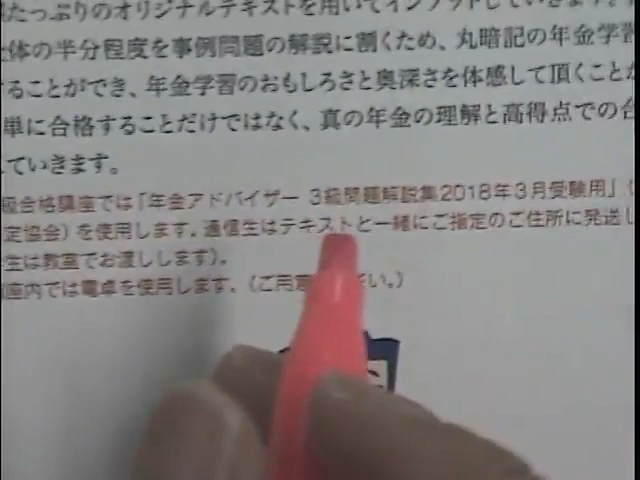 たっぷりのオリジナルテキストを用いてインプットしていきます。
体の半分程度を事例問題の解説に割くため、丸暗記の年金学習
ることができ、年金学習のおもしろさと奥深さを体感して頂くことが
単に合格することだけではなく、真の年金の理解と高得点での合
ていきます。
級合格講座では「年金アドバイザー 3級問題解説集2018年3月受験用」(
定協会)を使用します。通信生はテキストと一緒にご指定のご住所に発送し
生は教室でお渡しします)。
座内では電卓を使用します。(ご用意 さい。)